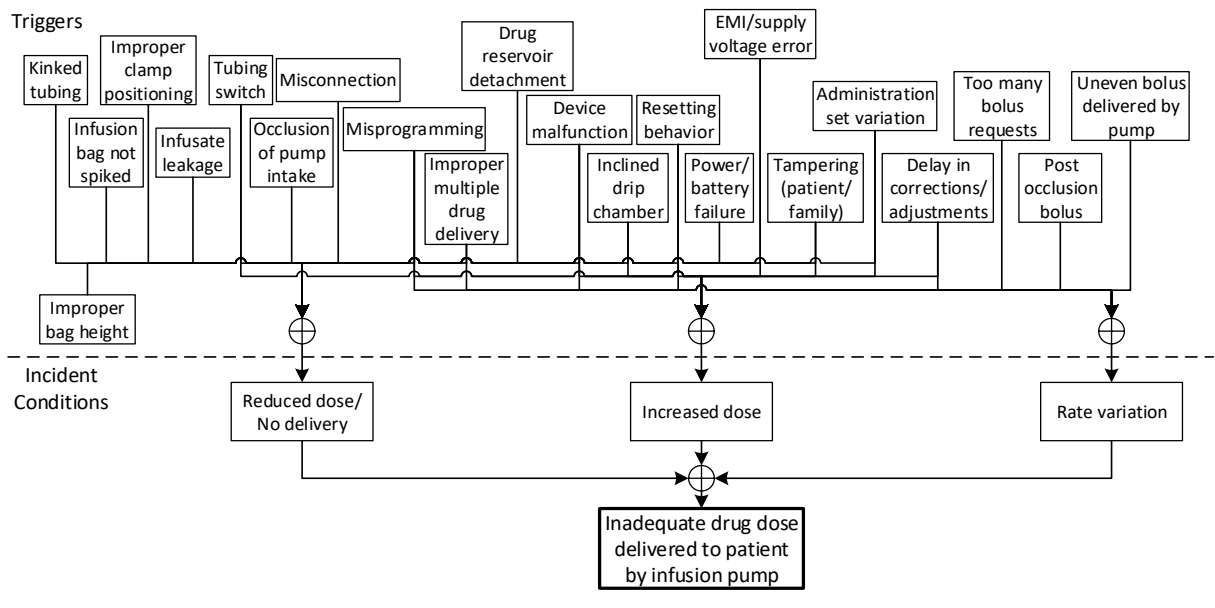 Triggers
Kinked
tubing
Improper
clamp
positioning
Tubing
switch
Misconnection
Drug
reservoir
detachment
EMI/supply
voltage error
Infusion
bag not
spiked
Infusate
leakage
Occlusion
of pump
intake
Misprogramming
Improper
multiple
drug
delivery
Device
malfunction
Inclined
drip
chamber
Resetting
behavior
Power/
battery
failure
Tampering
(patient/
family)
Administration
set variation
Delay in
corrections/
adjustments
Too many
bolus
requests
Post
occlusion
bolus
Uneven bolus
delivered by
pump
Improper
bag height
Incident
Conditions
Reduced dose/
No delivery
Increased dose
Rate variation
Inadequate drug dose
delivered to patient
by infusion pump